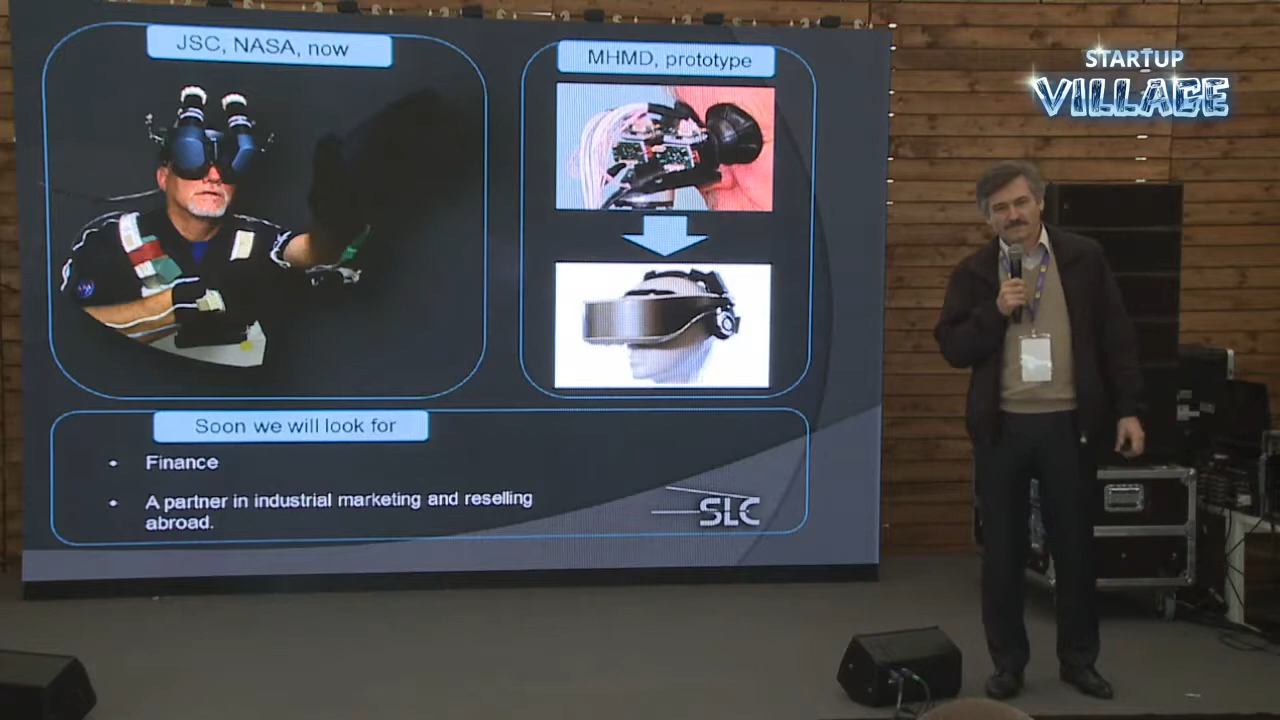 JSC, NASA, now
MHMD, prototype
STARTUP
VILLAGE
Soon we will look for
• Finance
• A partner in industrial marketing and reselling
abroad.
SLC